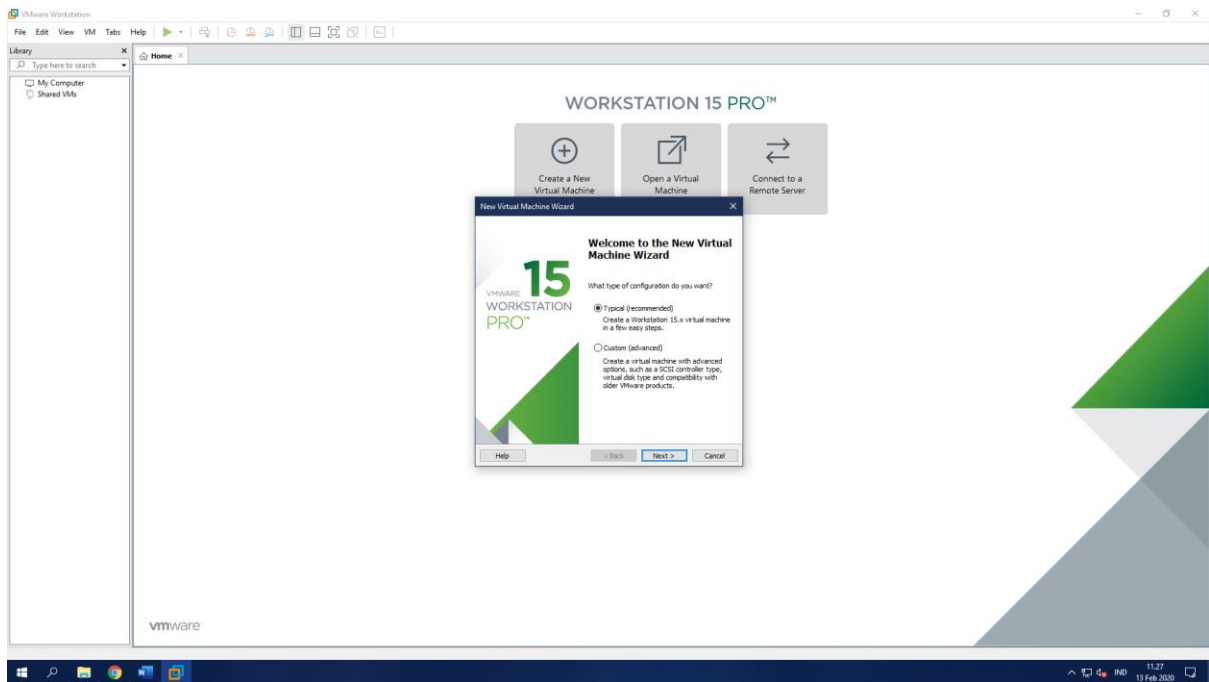 VMware Workstation
File Edit View VM Tabs Help
Library
Type here to search
My Computer
Shared VMs
Home
WORKSTATION 15 PRO™
Create a New
Virtual Machine
Open a Virtual
Machine
Connect to a
Remote Server
New Virtual Machine Wizard
15
VMWARE
WORKSTATION
PRO™
Welcome to the New Virtual
Machine Wizard
What type of configuration do you want?
Typical (recommended)
Create a Workstation 15.x virtual machine
in a few easy steps.
Custom (advanced)
Create a virtual machine with advanced
options, such as a SCSI controller type,
virtual disk type and compatibility with
older VMware products.
Help
< Back
Next >
Cancel
vmware
IND
11.27
13 Feb 2020